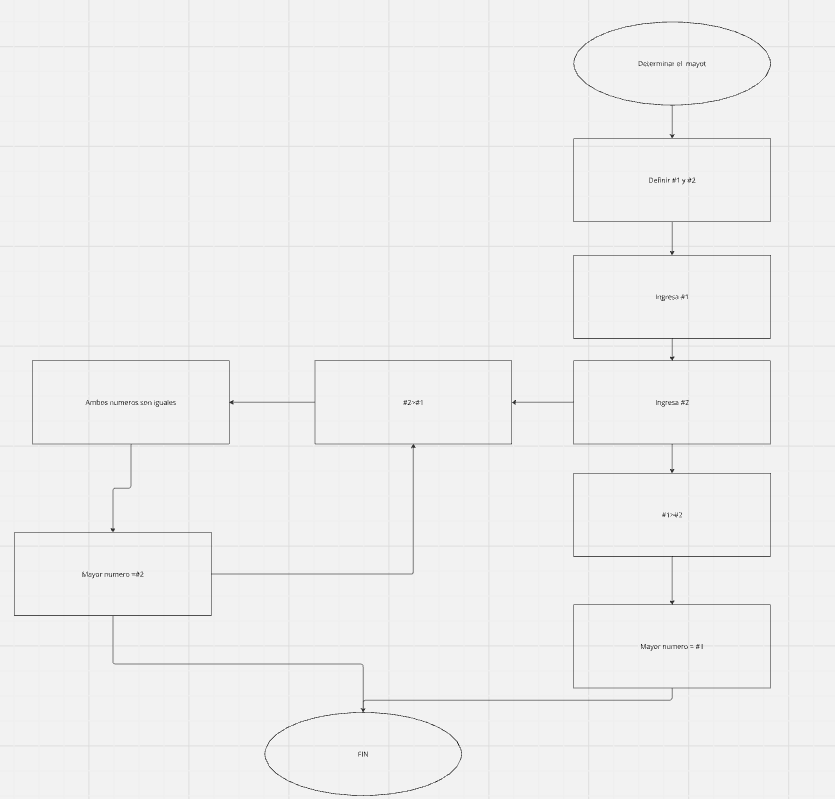 Determinar el mayot
Definir #1 y #2
Ingresa #1
Ambos numeros son iguales
#2>#1
Ingresa #2
#1>#2
Mayor numero =#2
Mayor numero = #1
FIN